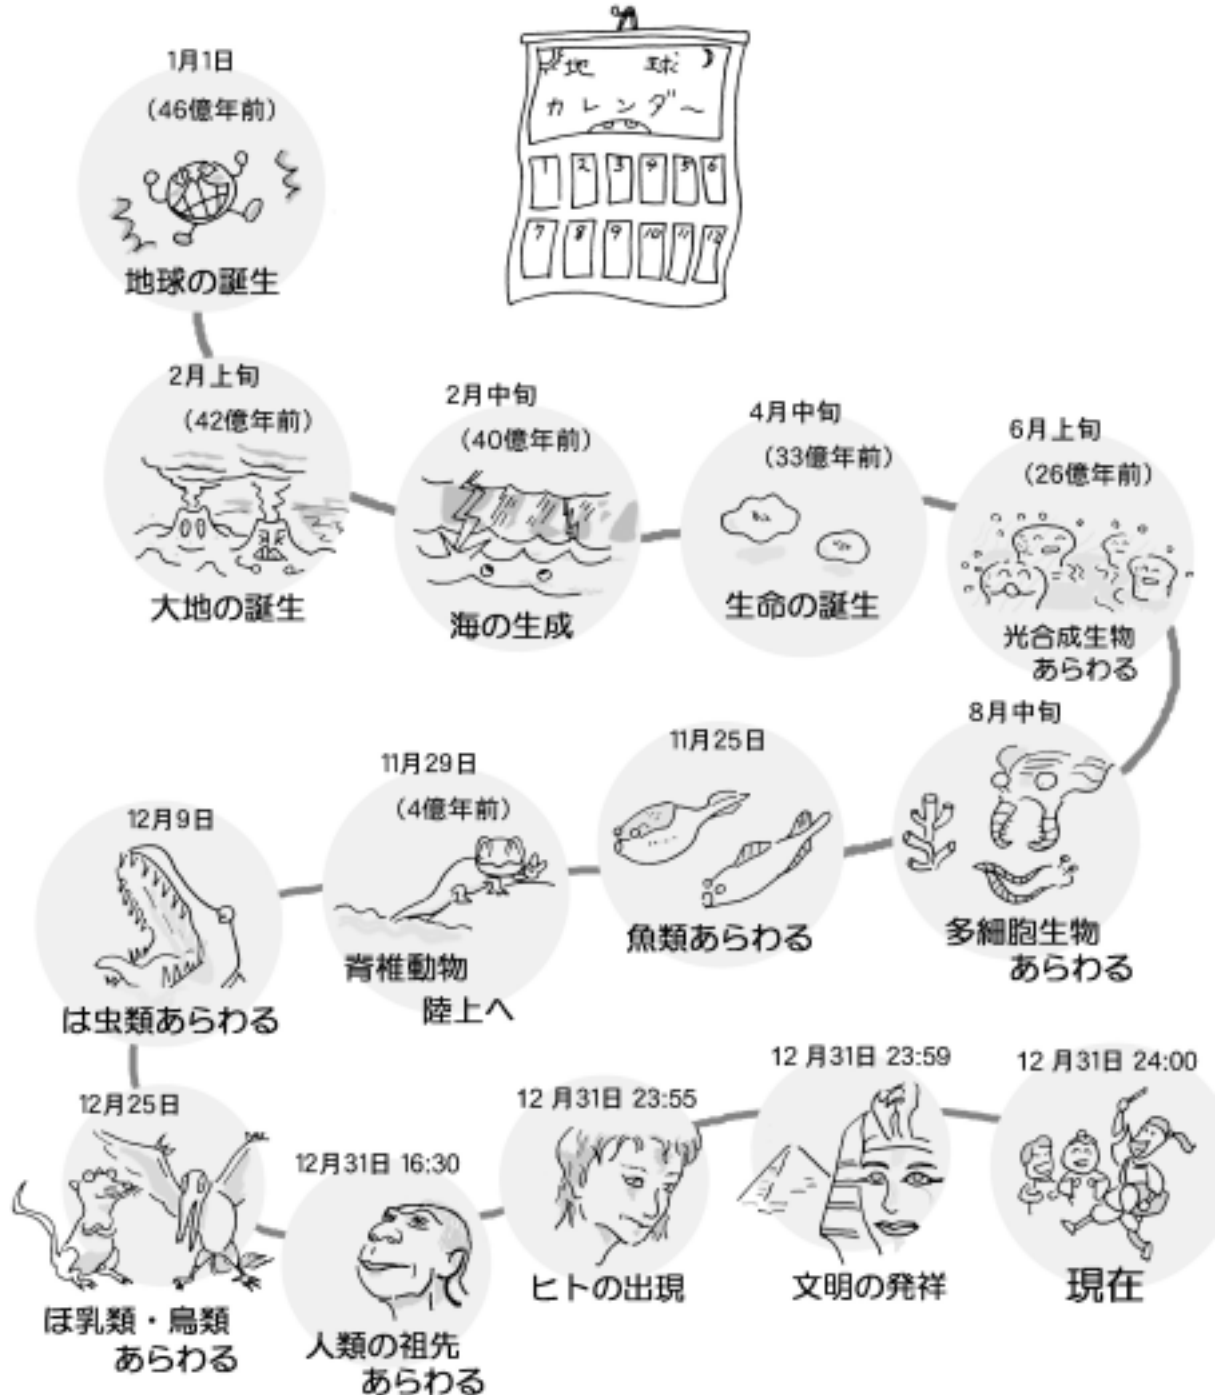 地球
カレンダー
1 2 3 4 5 6
7 8 9 10 11 12
1月1日
(46億年前)
地球の誕生
2月上旬
(42億年前)
大地の誕生
2月中旬
(40億年前)
海の生成
4月中旬
(33億年前)
生命の誕生
6月上旬
(26億年前)
光合成生物
あらわる
8月中旬
多細胞生物
あらわる
11月25日
魚類あらわる
11月29日
(4億年前)
脊椎動物
陸上へ
12月9日
は虫類あらわる
12月25日
ほ乳類・鳥類
あらわる
12月31日 16:30
人類の祖先
あらわる
12月31日 23:55
ヒトの出現
12月31日 23:59
文明の発祥
12月31日 24:00
現在